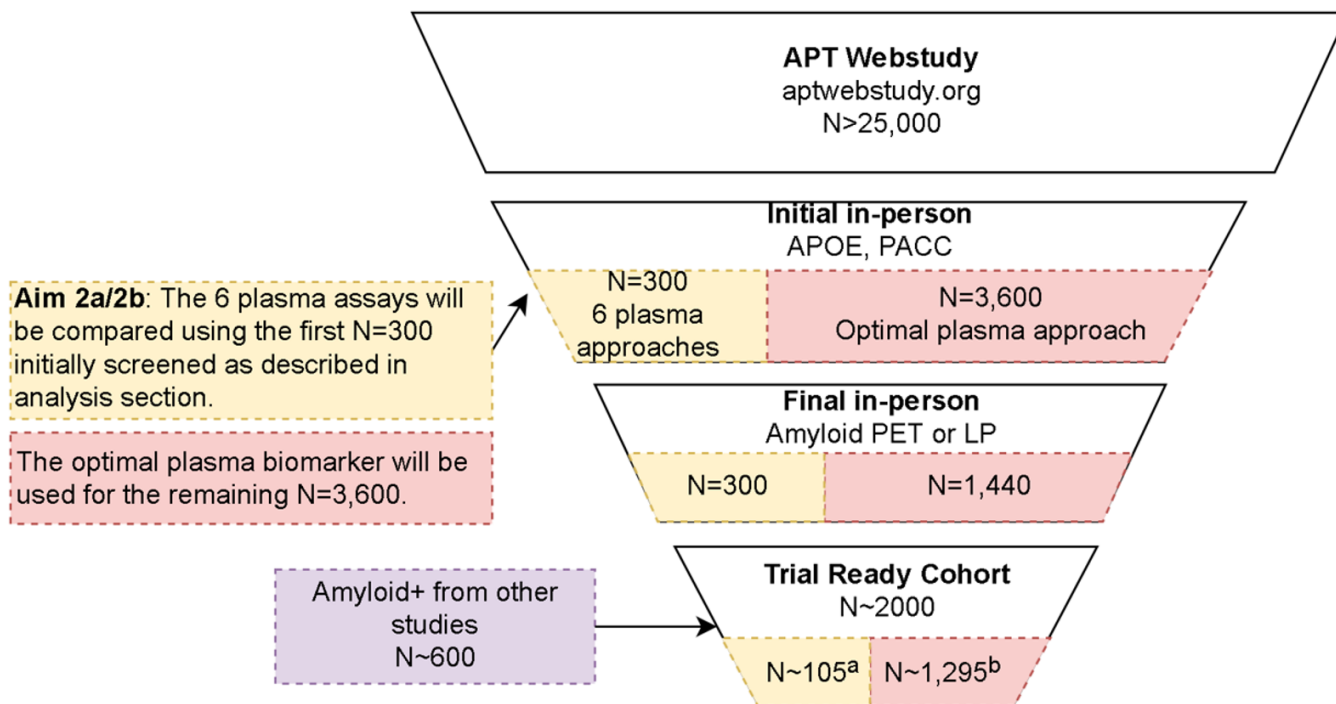 APT Webstudy
aptwebstudy.org
N>25,000
Initial in-person
APOE, PACC
N=300
6 plasma
approaches
N=3,600
Optimal plasma approach
Aim 2a/2b: The 6 plasma assays will
be compared using the first N=300
initially screened as described in
analysis section.
The optimal plasma biomarker will be
used for the remaining N=3,600.
Final in-person
Amyloid PET or LP
N=300
N=1,440
Amyloid+ from other
studies
N~600
Trial Ready Cohort
N~2000
N~105ᵃ
N~1,295ᵇ